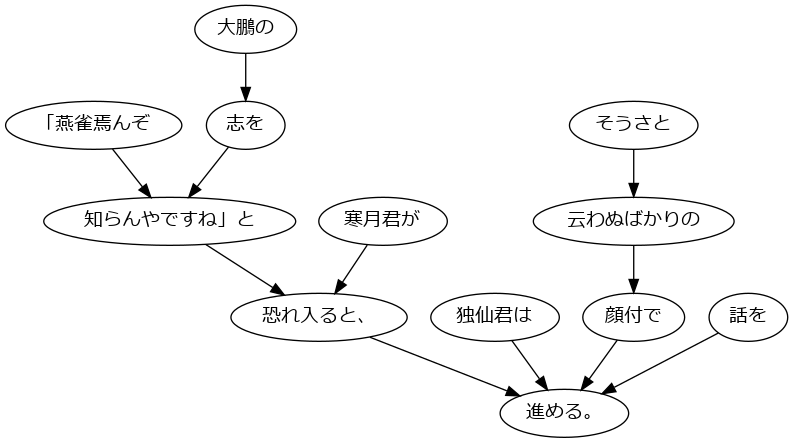 大鵬の
「燕雀焉んぞ
志を
そうさと
知らんやですね」と
寒月君が
云わぬばかりの
恐れ入ると、
独仙君は
顔付で
話を
進める。